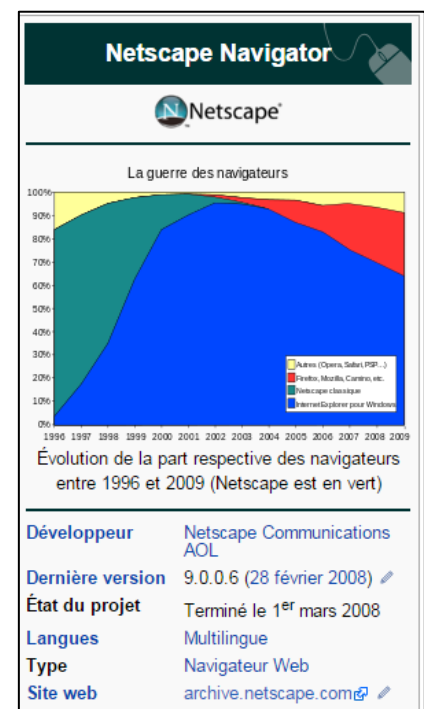 Netscape Navigator
Netscape
La guerre des navigateurs
100%
90%
80%
70%
60%
50%
40%
30%
20%
10%
0%
Autres (Opera, Safari, PSP...)
Firefox, Mozilla, Camino, etc.
Netscape classique
Internet Explorer pour Windows
1996 1997 1998 1999 2000 2001 2002 2003 2004 2005 2006 2007 2008 2009
Évolution de la part respective des navigateurs
entre 1996 et 2009 (Netscape est en vert)
Développeur Netscape Communications
AOL
Dernière version 9.0.0.6 (28 février 2008)
État du projet Terminé le 1er mars 2008
Langues Multilingue
Type Navigateur Web
Site web archive.netscape.com